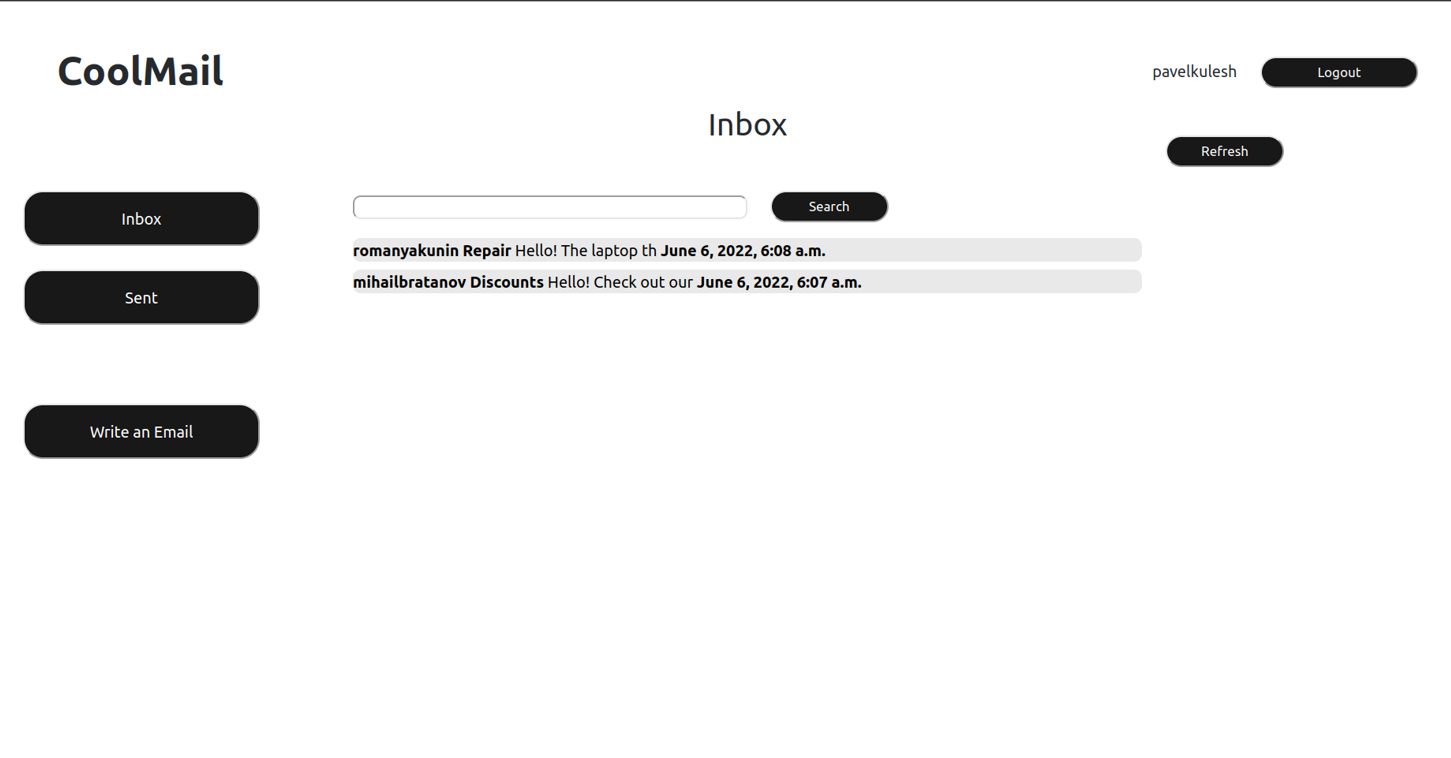 CoolMail
pavelkulesh
Logout
Inbox
Refresh
Inbox
Search
romanyakunin Repair Hello! The laptop th June 6, 2022, 6:08 a.m.
mihailbratanov Discounts Hello! Check out our June 6, 2022, 6:07 a.m.
Sent
Write an Email